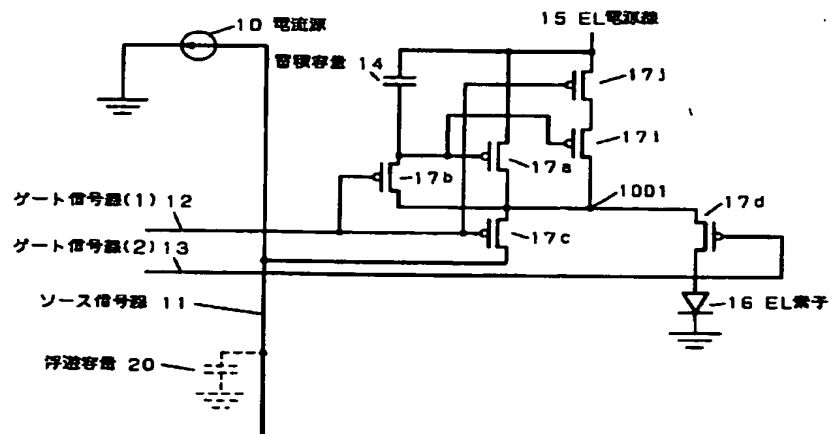 10 電流源
15 EL電源線
蓄積容量 14
17j
17i
17b
17a
1001
17d
ゲート信号線(1) 12
17c
ゲート信号線(2) 13
ソース信号線 11
16 EL素子
浮遊容量 20